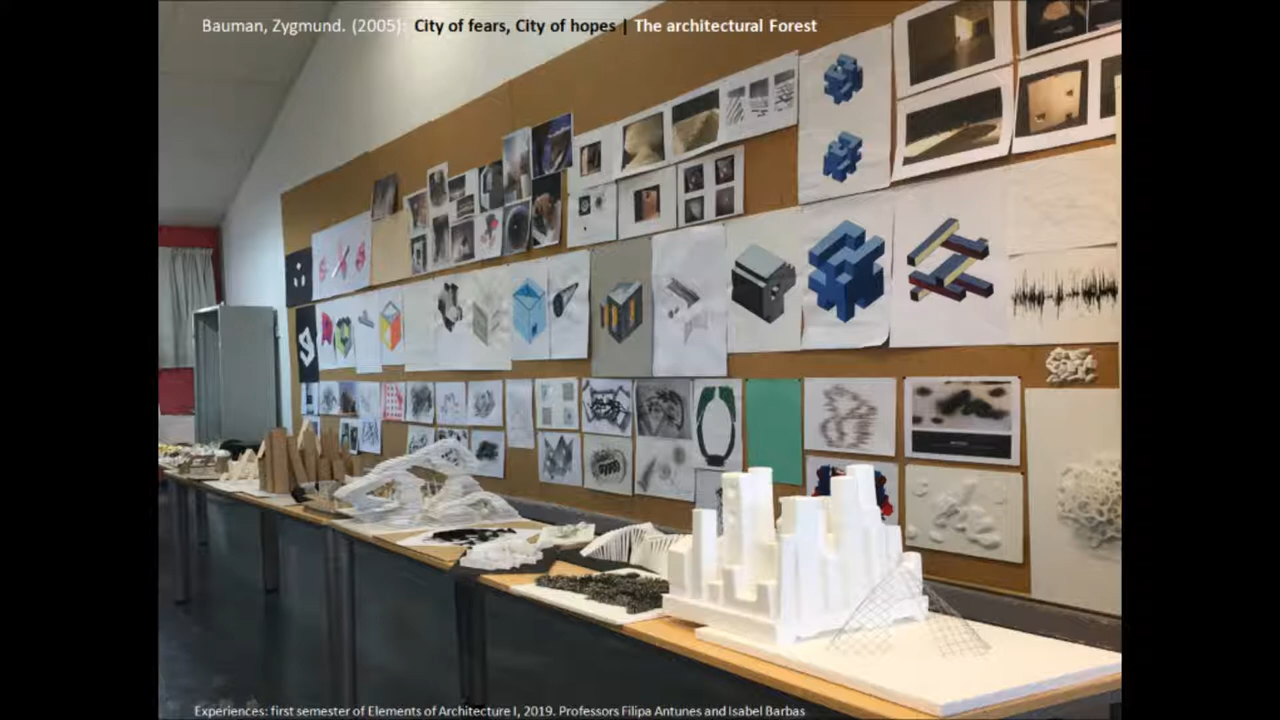 Bauman, Zygmund. (2005): City of fears, City of hopes | The architectural Forest
Experiences: first semester of Elements of Architecture I, 2019. Professors Filipa Antunes and Isabel Barbas